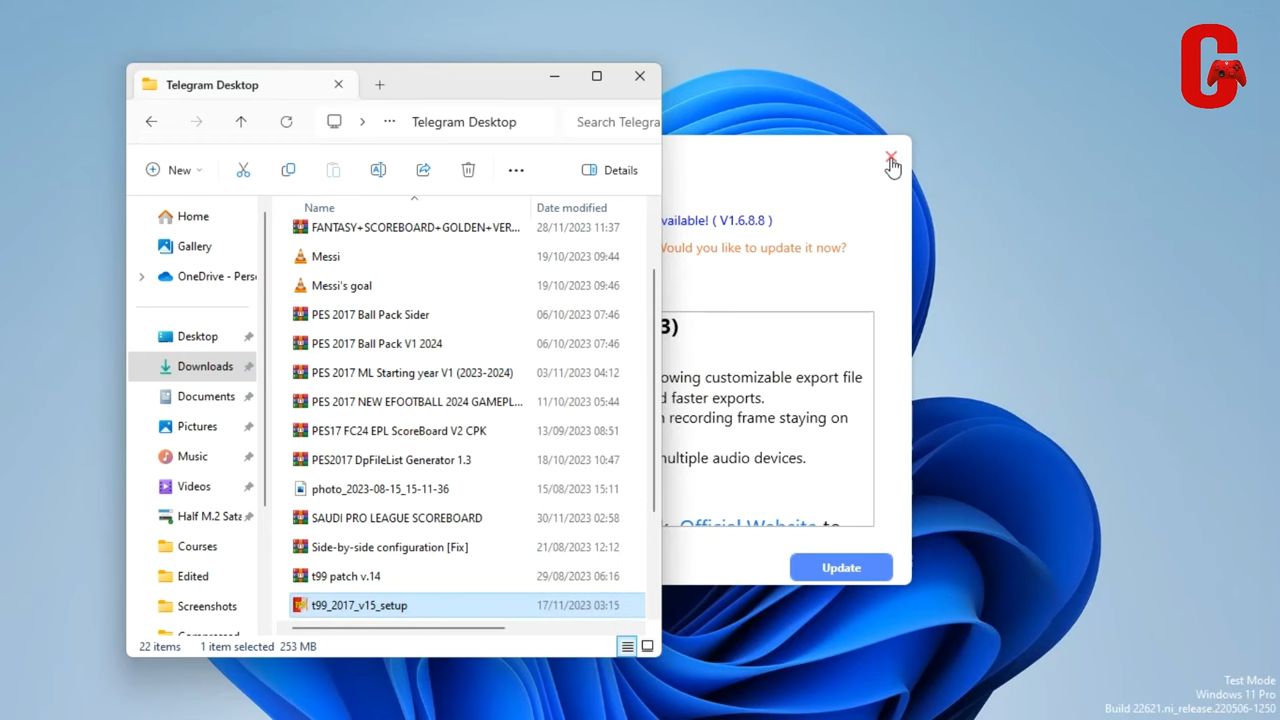 Telegram Desktop
Telegram Desktop
Search Telegra
New
Details
Home
Gallery
OneDrive - Pers
Desktop
Downloads
Documents
Pictures
Music
Videos
Half M.2 Sata
Courses
Edited
Screenshots
Compressed
Name
Date modified
FANTASY+SCOREBOARD+GOLDEN+VER... 28/11/2023 11:37
Messi 19/10/2023 09:44
Messi's goal 19/10/2023 09:46
PES 2017 Ball Pack Sider 06/10/2023 07:46
PES 2017 Ball Pack V1 2024 06/10/2023 07:46
PES 2017 ML Starting year V1 (2023-2024) 03/11/2023 04:12
PES 2017 NEW EFOOTBALL 2024 GAMEPL... 11/10/2023 05:44
PES17 FC24 EPL ScoreBoard V2 CPK 13/09/2023 08:51
PES2017 DpFileList Generator 1.3 18/10/2023 10:47
photo_2023-08-15_15-11-36 15/08/2023 15:11
SAUDI PRO LEAGUE SCOREBOARD 30/11/2023 02:58
Side-by-side configuration [Fix] 21/08/2023 12:12
t99 patch v.14 29/08/2023 06:16
t99_2017_v15_setup 17/11/2023 03:15
22 items 1 item selected 253 MB
vailable! ( V1.6.8.8 )
Would you like to update it now?
3)
owing customizable export file
d faster exports.
n recording frame staying on
multiple audio devices.
Official Website to
Update
Test Mode
Windows 11 Pro
Build 22621.ni_release.220506-1250